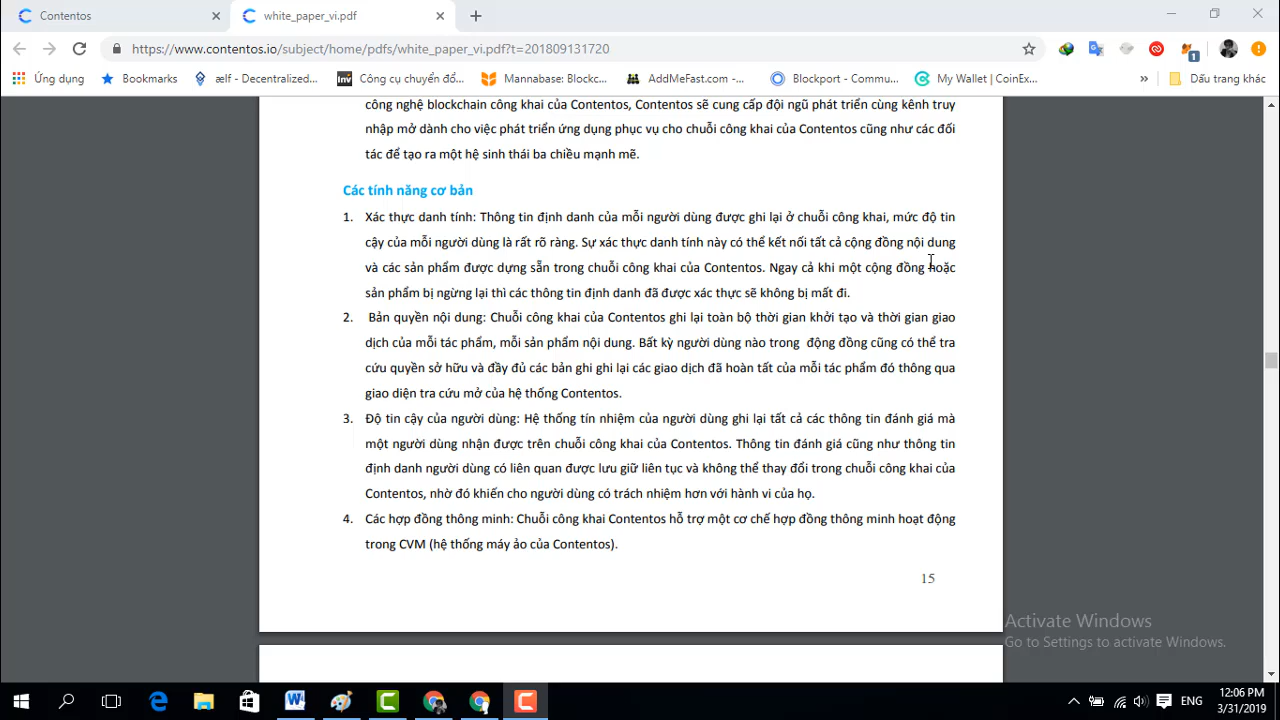 Contentos
white_paper_vi.pdf
https://www.contentos.io/subject/home/pdfs/white_paper_vi.pdf?t=201809131720
Ứng dụng
Bookmarks
ælf - Decentralized...
Công cụ chuyển đổ...
Mannabase: Blockc...
AddMeFast.com -...
Blockport - Commu...
My Wallet | CoinEx...
»
Dấu trang khác
công nghệ blockchain công khai của Contentos, Contentos sẽ cung cấp đội ngũ phát triển cùng kênh truy
nhập mở dành cho việc phát triển ứng dụng phục vụ cho chuỗi công khai của Contentos cũng như các đối
tác để tạo ra một hệ sinh thái ba chiều mạnh mẽ.
Các tính năng cơ bản
1. Xác thực danh tính: Thông tin định danh của mỗi người dùng được ghi lại ở chuỗi công khai, mức độ tin
cậy của mỗi người dùng là rất rõ ràng. Sự xác thực danh tính này có thể kết nối tất cả cộng đồng nội dung
và các sản phẩm được dựng sẵn trong chuỗi công khai của Contentos. Ngay cả khi một cộng đồng hoặc
sản phẩm bị ngừng lại thì các thông tin định danh đã được xác thực sẽ không bị mất đi.
2. Bản quyền nội dung: Chuỗi công khai của Contentos ghi lại toàn bộ thời gian khởi tạo và thời gian giao
dịch của mỗi tác phẩm, mỗi sản phẩm nội dung. Bất kỳ người dùng nào trong động đồng cũng có thể tra
cứu quyền sở hữu và đầy đủ các bản ghi ghi lại các giao dịch đã hoàn tất của mỗi tác phẩm đó thông qua
giao diện tra cứu mở của hệ thống Contentos.
3. Độ tin cậy của người dùng: Hệ thống tín nhiệm của người dùng ghi lại tất cả các thông tin đánh giá mà
một người dùng nhận được trên chuỗi công khai của Contentos. Thông tin đánh giá cũng như thông tin
định danh người dùng có liên quan được lưu giữ liên tục và không thể thay đổi trong chuỗi công khai của
Contentos, nhờ đó khiến cho người dùng có trách nhiệm hơn với hành vi của họ.
4. Các hợp đồng thông minh: Chuỗi công khai Contentos hỗ trợ một cơ chế hợp đồng thông minh hoạt động
trong CVM (hệ thống máy ảo của Contentos).
15
Activate Windows
Go to Settings to activate Windows.
ENG
12:06 PM
3/31/2019